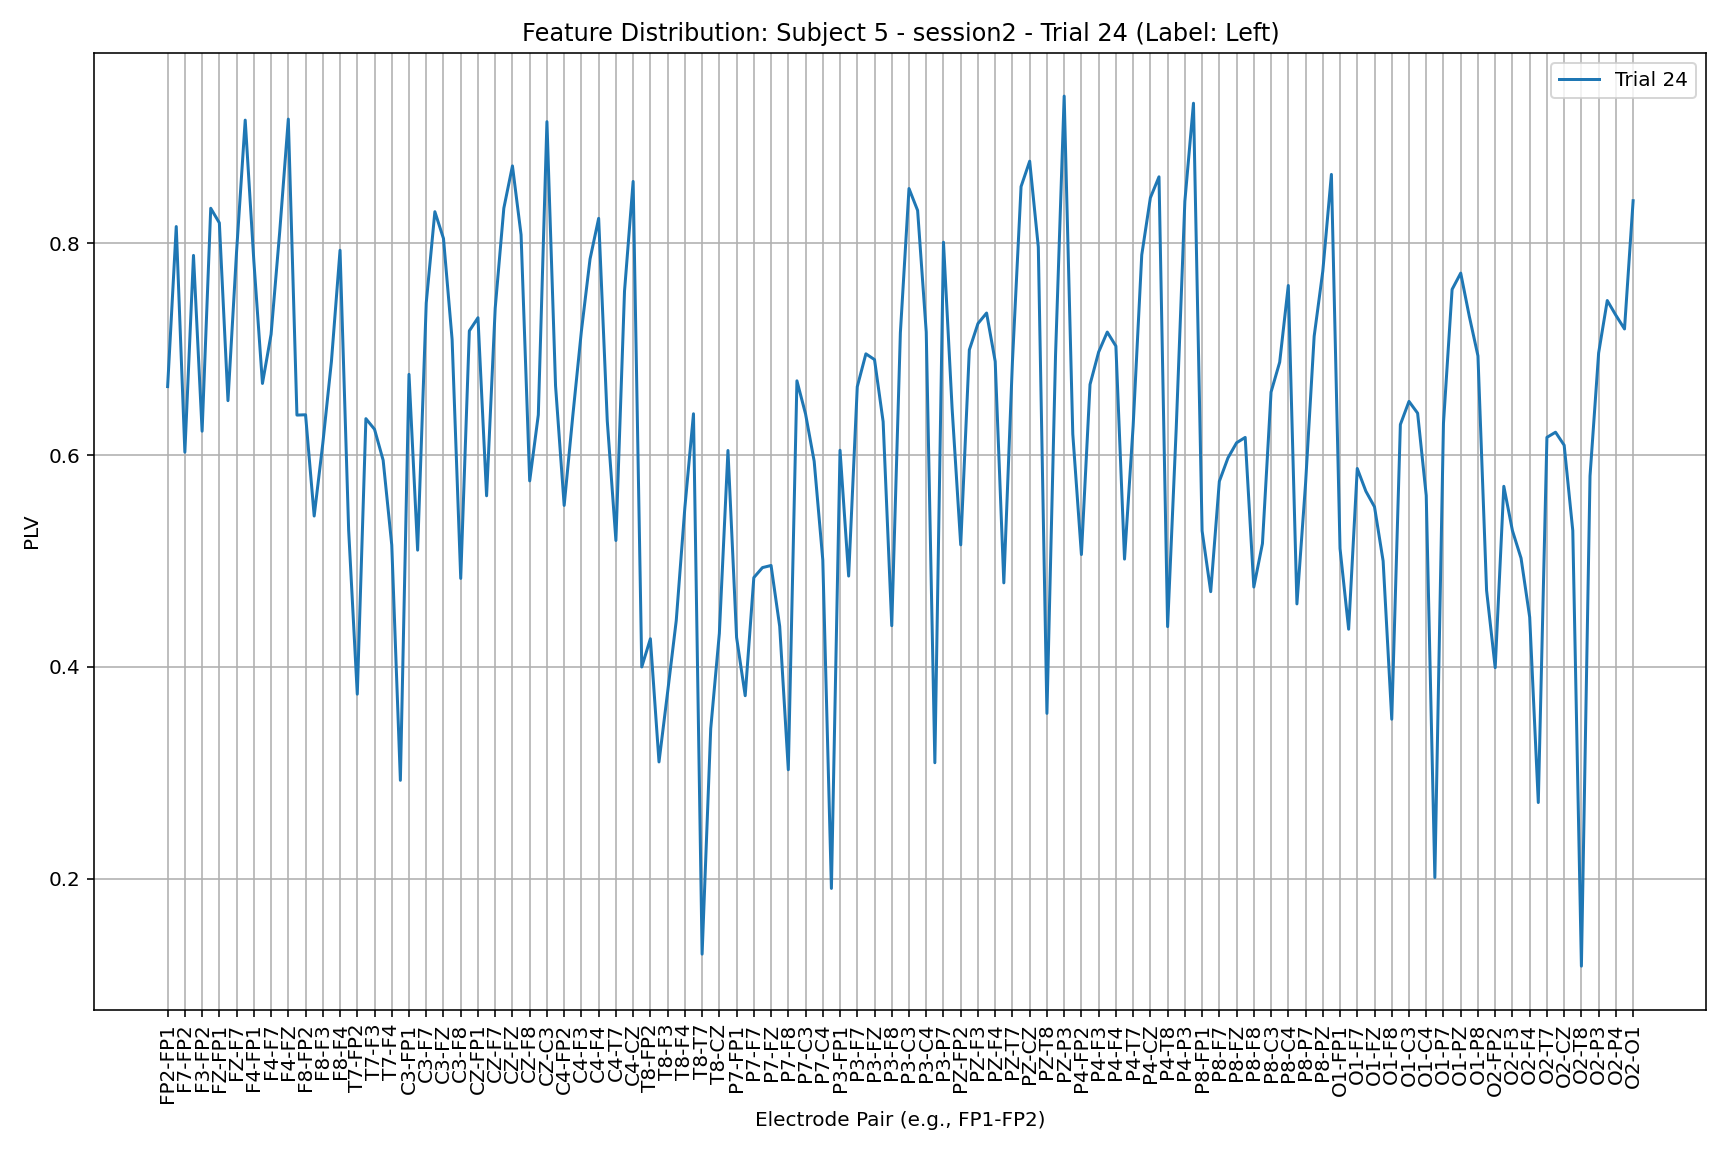 Feature Distribution: Subject 5 - session2 - Trial 24 (Label: Left)
Trial 24
PLV
0.8
0.6
0.4
0.2
FP2-FP1
F7-FP2
F3-FP2
FZ-FP1
FZ-F7
F4-FP1
F4-F7
F4-FZ
F8-FP2
F8-F3
F8-F4
T7-FP2
T7-F3
T7-F4
C3-FP1
C3-F7
C3-FZ
C3-F8
CZ-FP1
CZ-F7
CZ-FZ
CZ-F8
CZ-C3
C4-FP2
C4-F3
C4-F4
C4-T7
C4-CZ
T8-FP2
T8-F3
T8-F4
T8-T7
T8-CZ
P7-FP1
P7-F7
P7-FZ
P7-F8
P7-C3
P7-C4
P3-FP1
P3-F7
P3-FZ
P3-F8
P3-C3
P3-C4
P3-P7
PZ-FP2
PZ-F3
PZ-F4
PZ-T7
PZ-CZ
PZ-T8
PZ-P3
P4-FP2
P4-F3
P4-F4
P4-T7
P4-CZ
P4-T8
P4-P3
P8-FP1
P8-F7
P8-FZ
P8-F8
P8-C3
P8-C4
P8-P7
P8-PZ
O1-FP1
O1-F7
O1-FZ
O1-F8
O1-C3
O1-C4
O1-P7
O1-PZ
O1-P8
O2-FP2
O2-F3
O2-F4
O2-T7
O2-CZ
O2-T8
O2-P3
O2-P4
O2-O1
Electrode Pair (e.g., FP1-FP2)